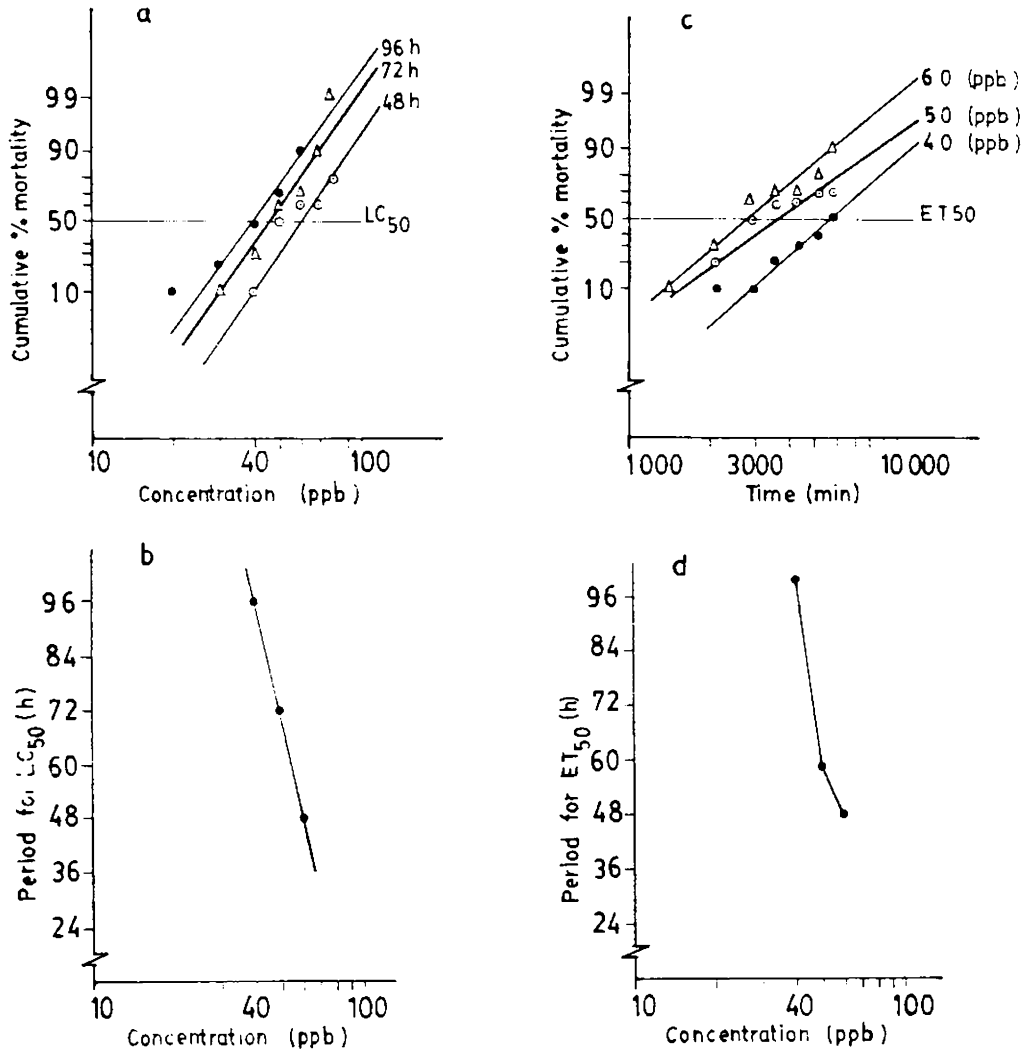 a
96 h
72 h
48 h
99
90
50
10
LC50
Cumulative % mortality
10
40
100
Concentration (ppb)
c
60 (ppb)
50 (ppb)
40 (ppb)
99
90
50
10
ET50
Cumulative % mortality
1000
3000
10000
Time (min)
b
96
84
72
60
48
36
24
Period for LC50 (h)
10
40
100
Concentration (ppb)
d
96
84
72
60
48
36
24
Period for ET50 (h)
10
40
100
Concentration (ppb)